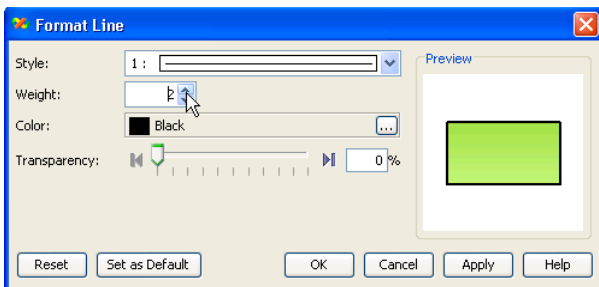 Format Line
Style: 1 :
Preview
Weight: 2
Color: Black ...
Transparency: 0 %
Reset Set as Default OK Cancel Apply Help